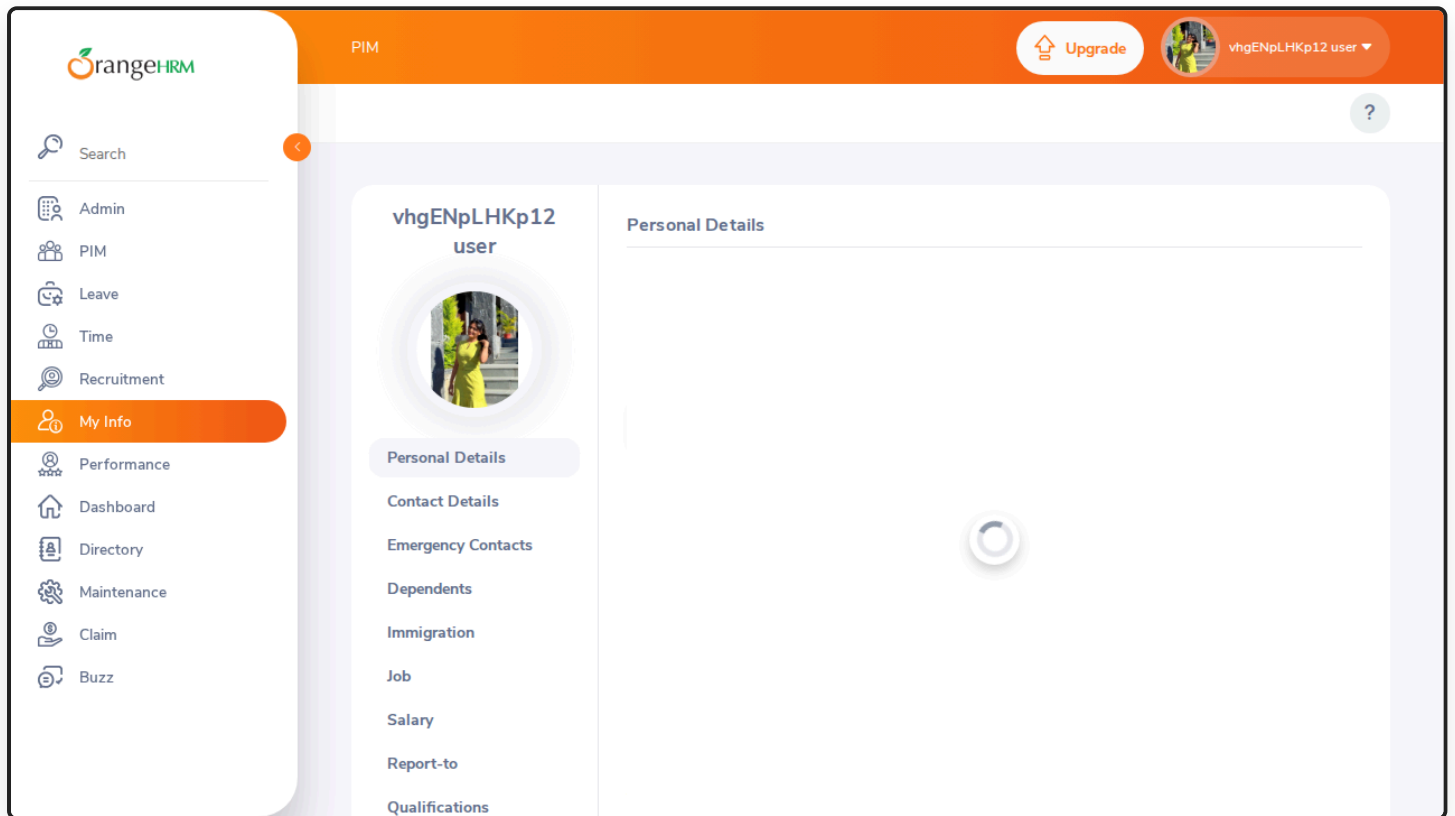 OrangeHRM
Search
Admin
PIM
Leave
Time
Recruitment
My Info
Performance
Dashboard
Directory
Maintenance
Claim
Buzz
PIM
Upgrade
vhgENpLHKp12 user
?
vhgENpLHKp12
user
Personal Details
Contact Details
Emergency Contacts
Dependents
Immigration
Job
Salary
Report-to
Qualifications
Personal Details